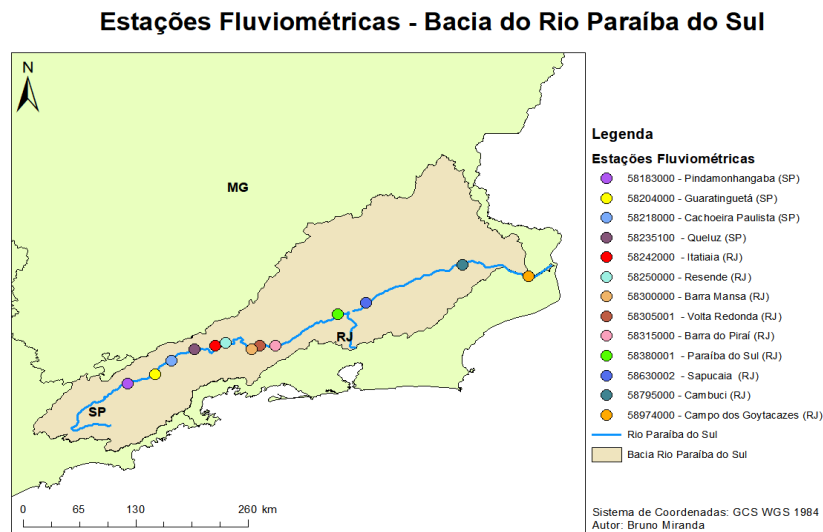 Estações Fluviométricas - Bacia do Rio Paraíba do Sul
N
MG
RJ
SP
0 65 130 260 km
Legenda
Estações Fluviométricas
58183000 - Pindamonhangaba (SP)
58204000 - Guaratinguetá (SP)
58218000 - Cachoeira Paulista (SP)
58235100 - Queluz (SP)
58242000 - Itatiaia (RJ)
58250000 - Resende (RJ)
58300000 - Barra Mansa (RJ)
58305001 - Volta Redonda (RJ)
58315000 - Barra do Piraí (RJ)
58380001 - Paraíba do Sul (RJ)
58630002 - Sapucaia (RJ)
58795000 - Cambuci (RJ)
58974000 - Campo dos Goytacazes (RJ)
Rio Paraíba do Sul
Bacia Rio Paraíba do Sul
Sistema de Coordenadas: GCS WGS 1984
Autor: Bruno Miranda